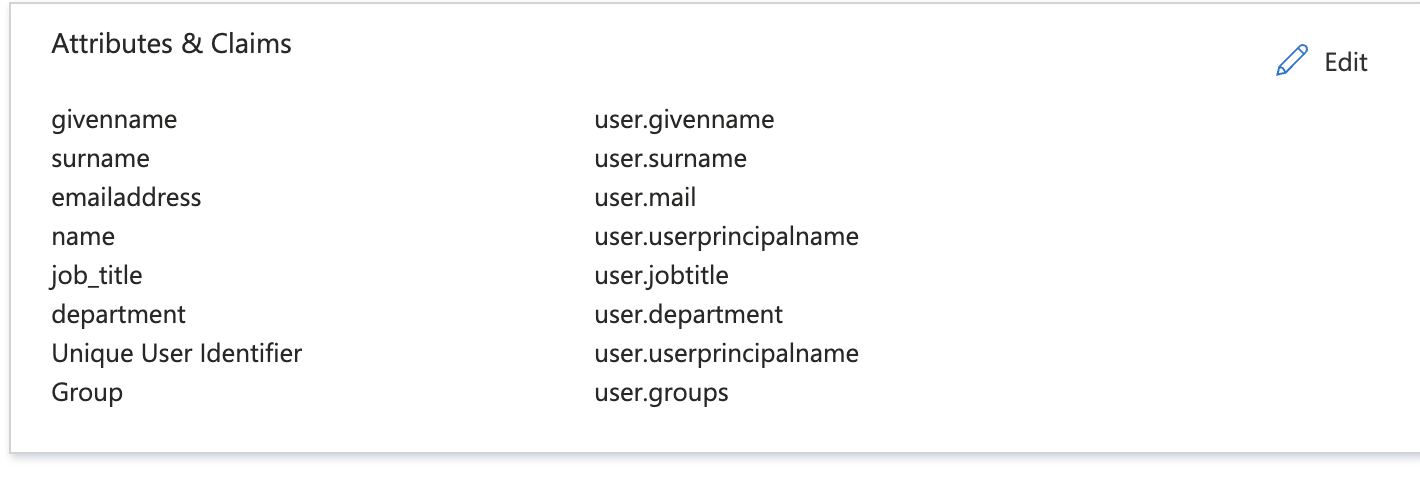 Attributes & Claims
Edit
givenname user.givenname
surname user.surname
emailaddress user.mail
name user.userprincipalname
job_title user.jobtitle
department user.department
Unique User Identifier user.userprincipalname
Group user.groups